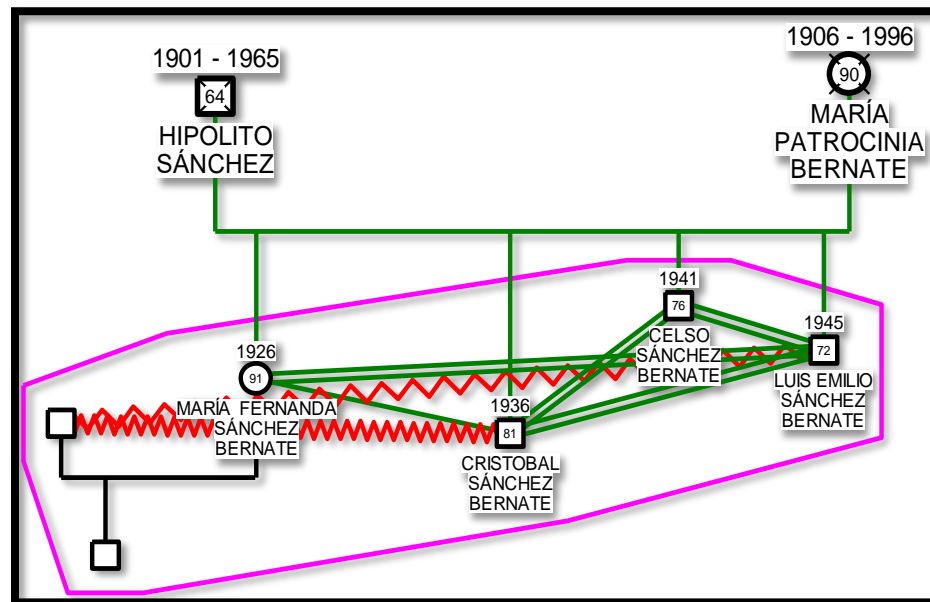 1901 - 1965
64
HIPOLITO
SÁNCHEZ
1906 - 1996
90
MARÍA
PATROCINIA
BERNATE
1926
91
MARÍA FERNANDA
SÁNCHEZ
BERNATE
1936
81
CRISTOBAL
SÁNCHEZ
BERNATE
1941
76
CELSO
SÁNCHEZ
BERNATE
1945
72
LUIS EMILIO
SÁNCHEZ
BERNATE